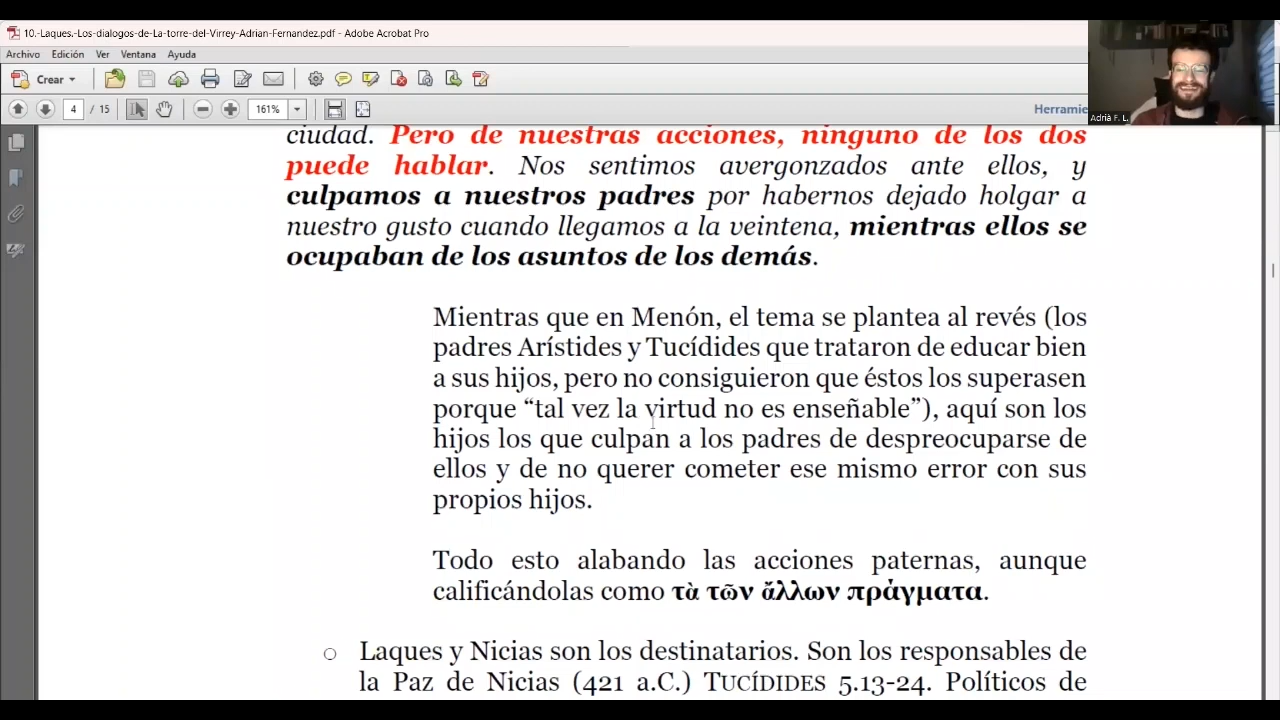 10.-Laques.-Los-dialogos-de-La-torre-del-Virrey-Adrian-Fernandez.pdf - Adobe Acrobat Pro
Archivo Edición Ver Ventana Ayuda
Crear
4 / 15 161% Herramie
Adrià F. L.
ciudad. Pero de nuestras acciones, ninguno de los dos
puede hablar. Nos sentimos avergonzados ante ellos, y
culpamos a nuestros padres por habernos dejado holgar a
nuestro gusto cuando llegamos a la veintena, mientras ellos se
ocupaban de los asuntos de los demás.
Mientras que en Menón, el tema se plantea al revés (los
padres Arístides y Tucídides que trataron de educar bien
a sus hijos, pero no consiguieron que éstos los superasen
porque “tal vez la virtud no es enseñable”), aquí son los
hijos los que culpan a los padres de despreocuparse de
ellos y de no querer cometer ese mismo error con sus
propios hijos.
Todo esto alabando las acciones paternas, aunque
calificándolas como τὰ τῶν ἄλλων πράγματα.
○ Laques y Nicias son los destinatarios. Son los responsables de
la Paz de Nicias (421 a.C.) TUCÍDIDES 5.13-24. Políticos de